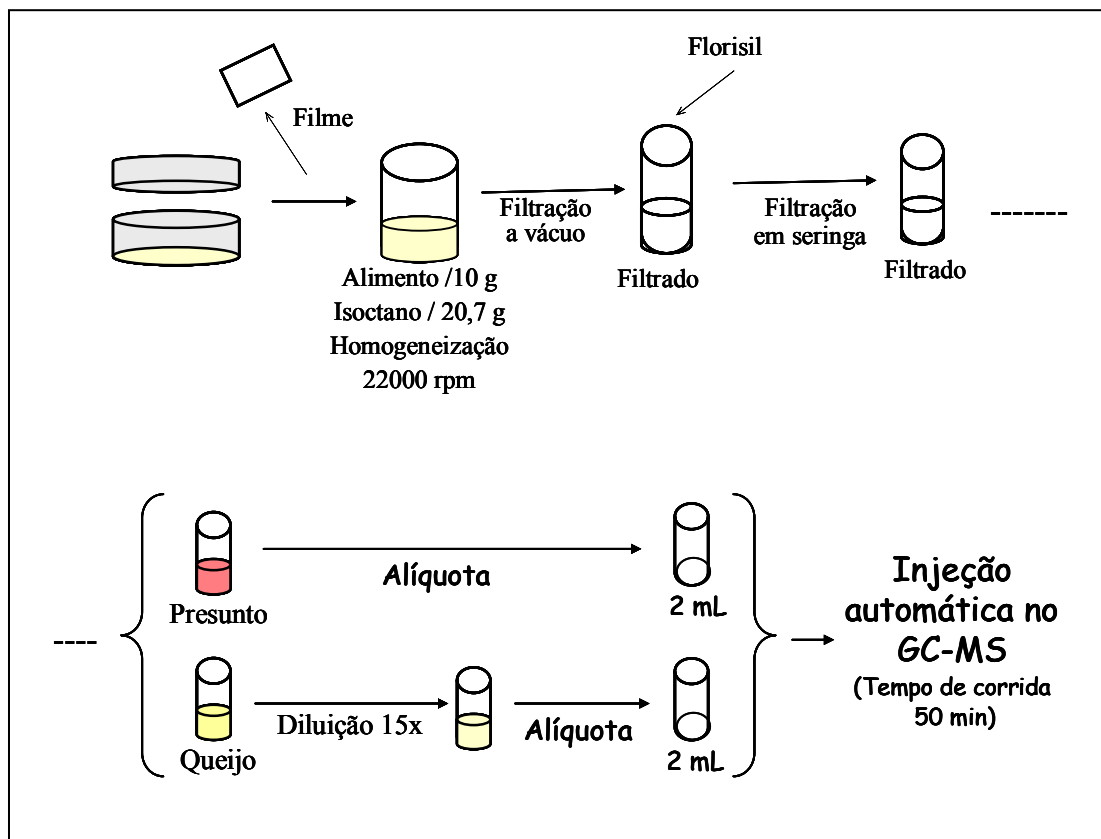 Florisil
Filme
Filtração
a vácuo
Filtração
em seringa
-------
Alimento /10 g
Isoctano / 20,7 g
Homogeneização
22000 rpm
Filtrado
Filtrado
----
Presunto
Alíquota
2 mL
Queijo
Diluição 15x
Alíquota
2 mL
Injeção
automática no
GC-MS
(Tempo de corrida
50 min)